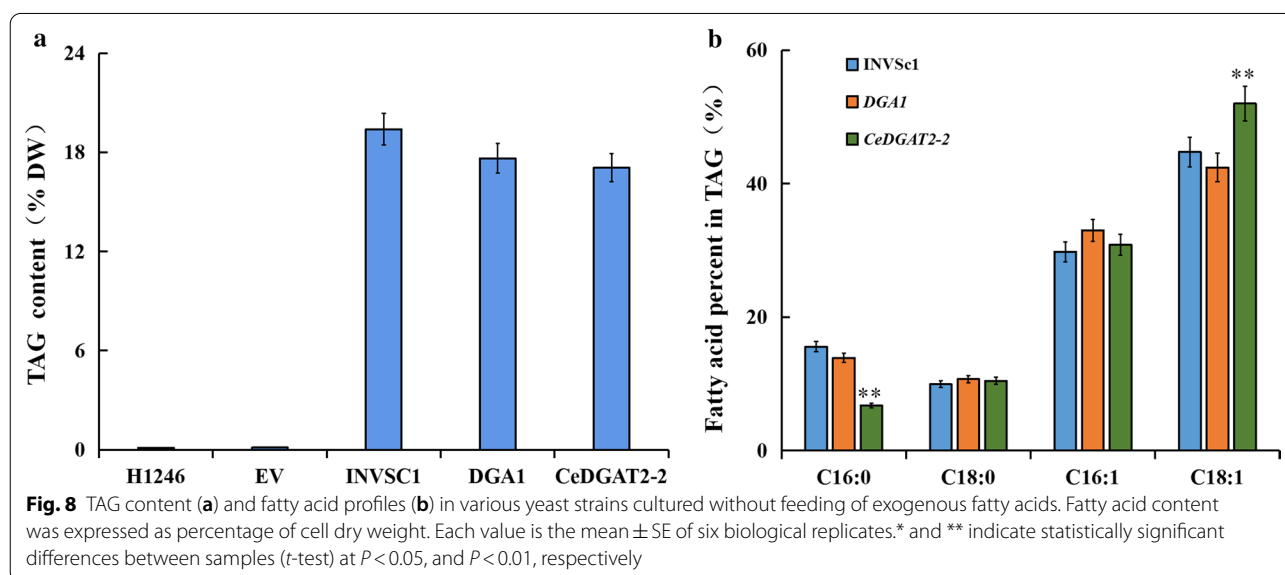 a
TAG content (% DW)
24
18
12
6
0
H1246 EV INVSC1 DGA1 CeDGAT2-2
b
Fatty acid percent in TAG (%)
60
40
20
0
INVSc1
DGA1
CeDGAT2-2
**
**
C16:0 C18:0 C16:1 C18:1
Fig. 8 TAG content (a) and fatty acid profiles (b) in various yeast strains cultured without feeding of exogenous fatty acids. Fatty acid content
was expressed as percentage of cell dry weight. Each value is the mean ± SE of six biological replicates.* and ** indicate statistically significant
differences between samples (t-test) at P < 0.05, and P < 0.01, respectively